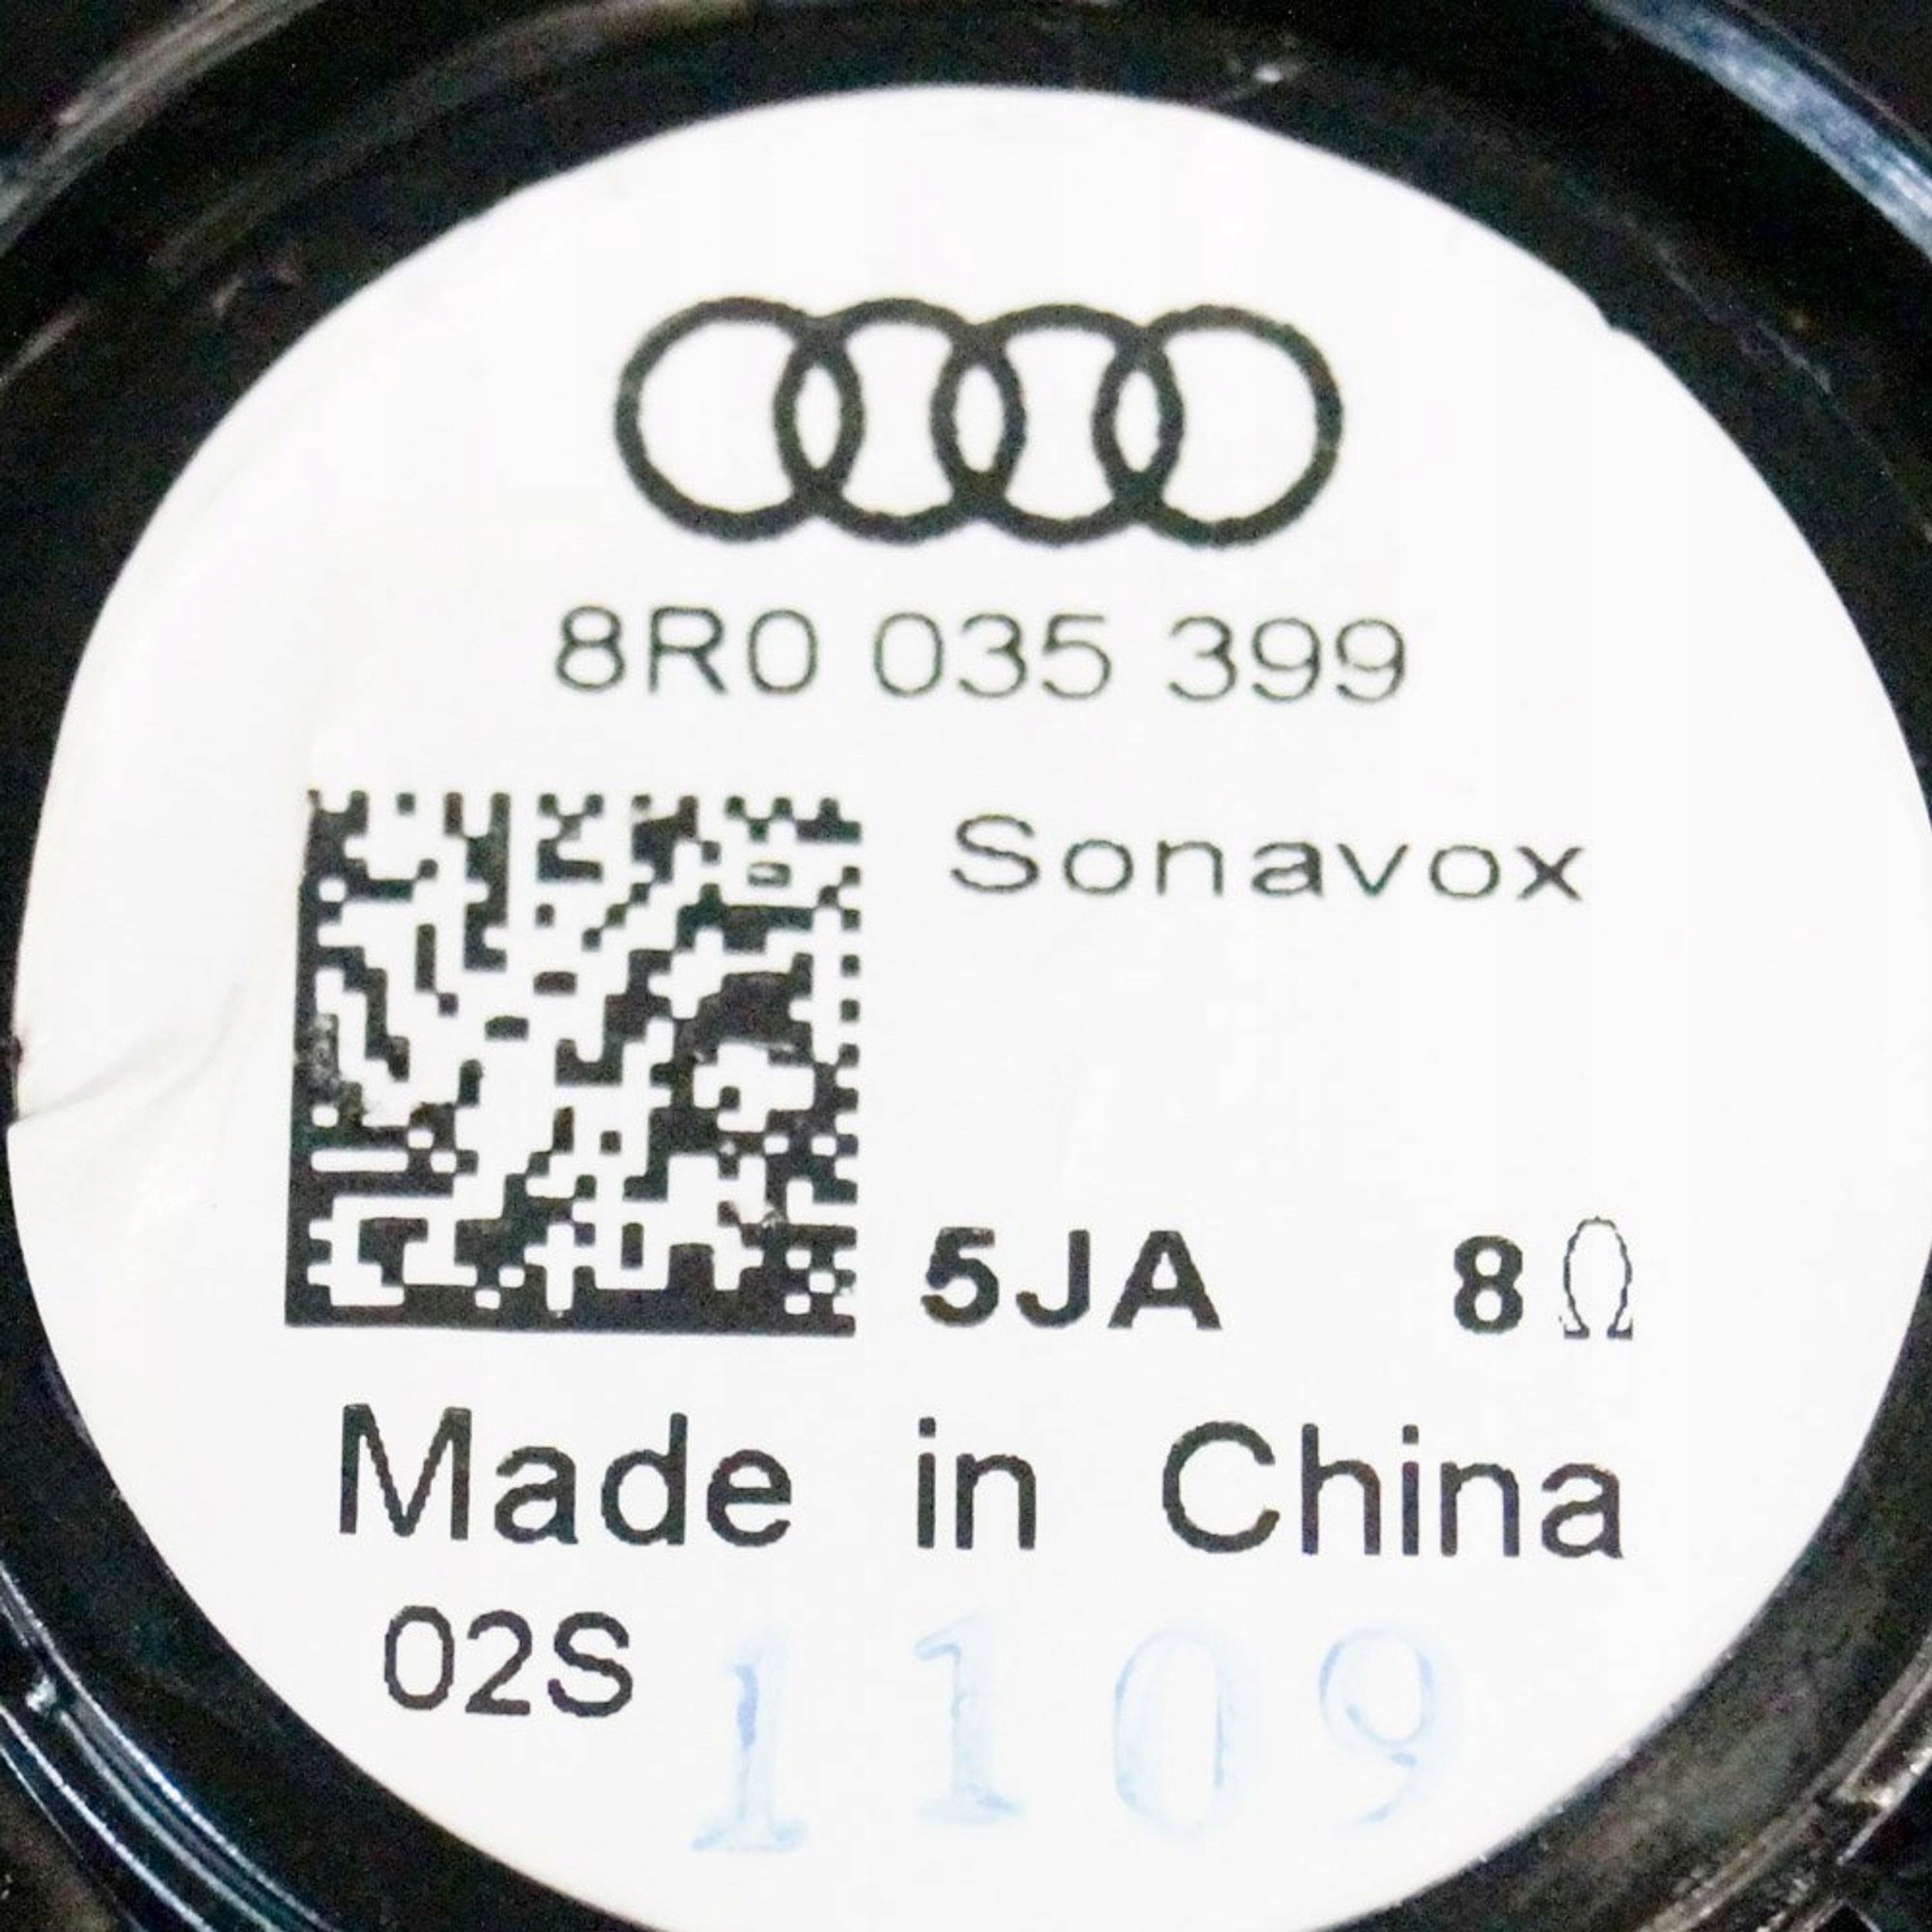 8R0 035 399
Sonavox
5JA 8Ω
Made in China
02S 1109